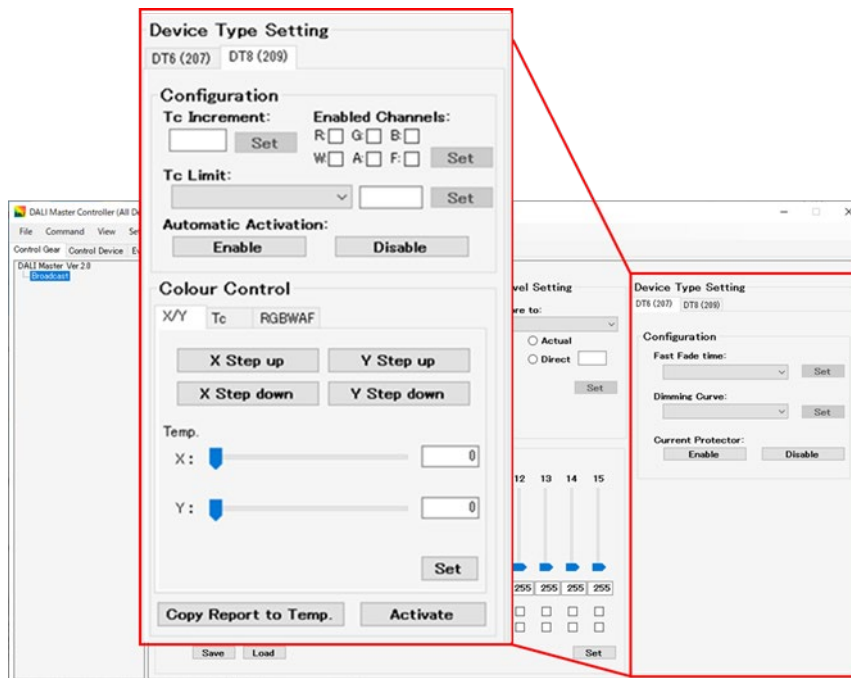 Device Type Setting
DT6 (207) DT8 (209)
Configuration
Tc Increment: Enabled Channels:
Set R: G: B:
W: A: F: Set
Tc Limit:
Set
Automatic Activation:
Enable Disable
Colour Control
X/Y Tc RGBWAF
X Step up Y Step up
X Step down Y Step down
Temp.
X: 0
Y: 0
Set
Copy Report to Temp. Activate
DALI Master Controller (All De
File Command View Se
Control Gear Control Device Ev
DALI Master Ver 2.0
Broadcast
vel Setting
re to:
Actual
Direct
Set
12 13 14 15
255 255 255 255
Save Load Set
Device Type Setting
DT6 (207) DT8 (209)
Configuration
Fast Fade time:
Set
Dimming Curve:
Set
Current Protector:
Enable Disable